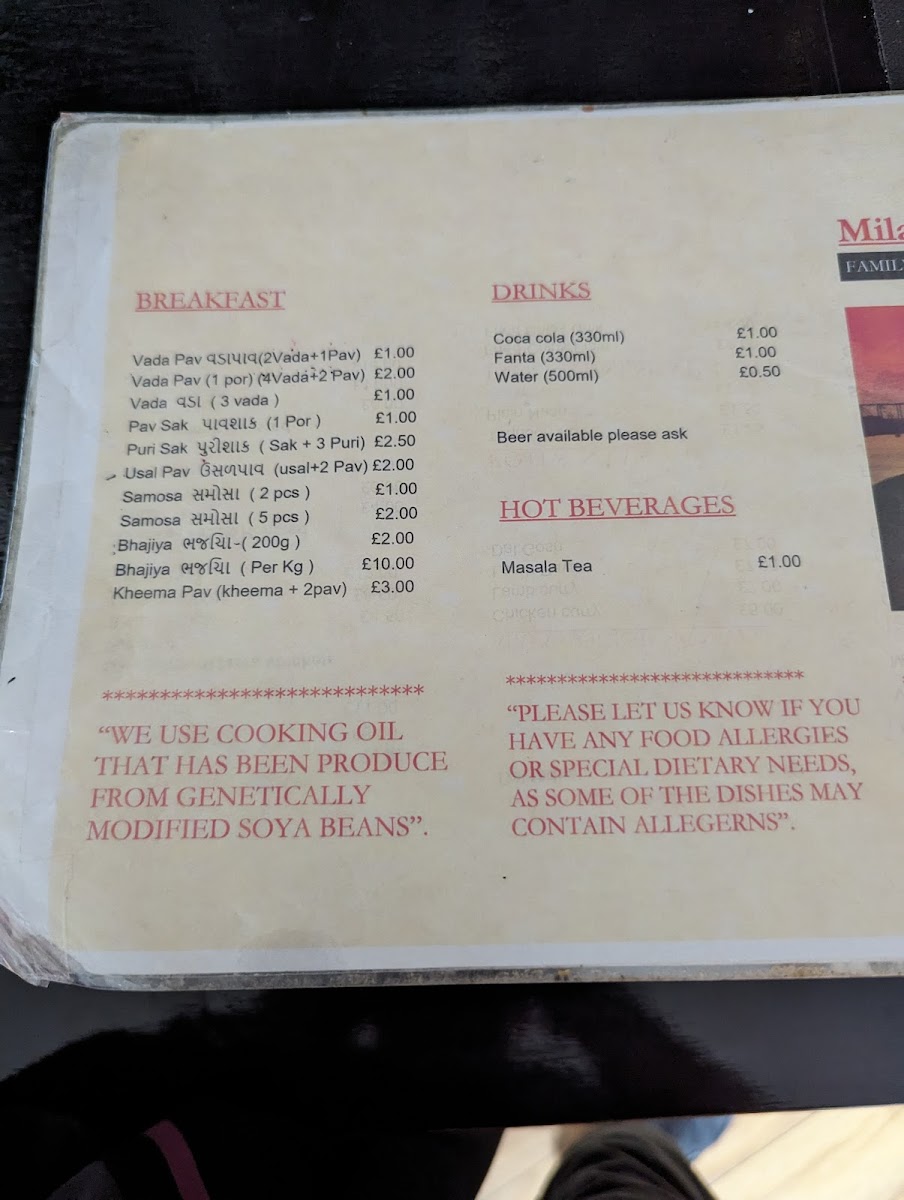 BREAKFAST
Vada Pav વડાપાવ(2Vada+1Pav) £1.00
Vada Pav (1 por) (4Vada+2 Pav) £2.00
Vada વડા ( 3 vada ) £1.00
Pav Sak પાવશાક (1 Por ) £1.00
Puri Sak પુરીશાક ( Sak + 3 Puri) £2.50
Usal Pav ઉસળપાવ (usal+2 Pav) £2.00
Samosa સમોસા ( 2 pcs ) £1.00
Samosa સમોસા ( 5 pcs ) £2.00
Bhajiya ભજીયા -( 200g ) £2.00
Bhajiya ભજીયા ( Per Kg ) £10.00
Kheema Pav (kheema + 2pav) £3.00
****************************
“WE USE COOKING OIL
THAT HAS BEEN PRODUCE
FROM GENETICALLY
MODIFIED SOYA BEANS”.
DRINKS
Coca cola (330ml) £1.00
Fanta (330ml) £1.00
Water (500ml) £0.50
Beer available please ask
HOT BEVERAGES
Masala Tea £1.00
****************************
“PLEASE LET US KNOW IF YOU
HAVE ANY FOOD ALLERGIES
OR SPECIAL DIETARY NEEDS,
AS SOME OF THE DISHES MAY
CONTAIN ALLEGERNS”.
Mila
FAMILY